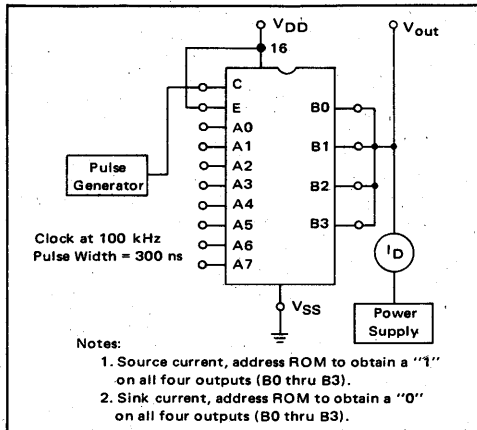 VDD
Vout
16
C
E
A0
A1
A2
A3
A4
A5
A6
A7
B0
B1
B2
B3
Pulse
Generator
Clock at 100 kHz
Pulse Width = 300 ns
ID
Power
Supply
VSS
Notes:
1. Source current, address ROM to obtain a "1"
on all four outputs (B0 thru B3).
2. Sink current, address ROM to obtain a "0"
on all four outputs (B0 thru B3).